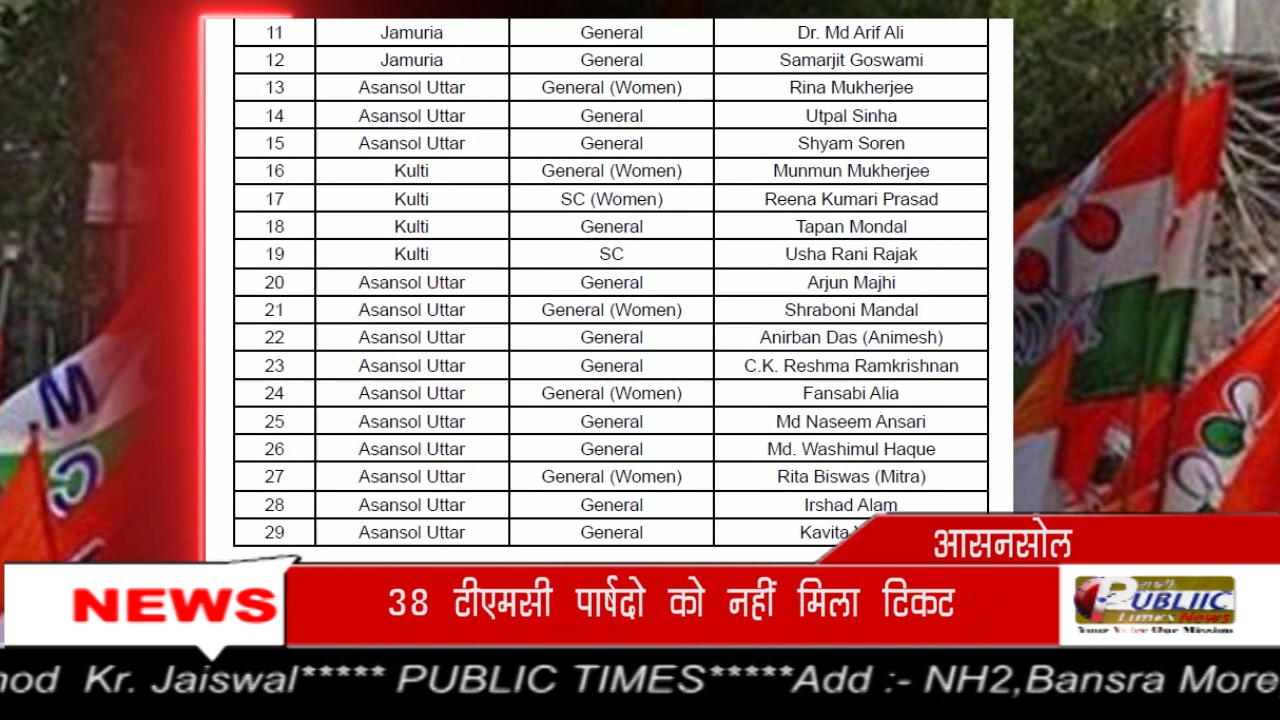 11 Jamuria General Dr. Md Arif Ali
12 Jamuria General Samarjit Goswami
13 Asansol Uttar General (Women) Rina Mukherjee
14 Asansol Uttar General Utpal Sinha
15 Asansol Uttar General Shyam Soren
16 Kulti General (Women) Munmun Mukherjee
17 Kulti SC (Women) Reena Kumari Prasad
18 Kulti General Tapan Mondal
19 Kulti SC Usha Rani Rajak
20 Asansol Uttar General Arjun Majhi
21 Asansol Uttar General (Women) Shraboni Mandal
22 Asansol Uttar General Anirban Das (Animesh)
23 Asansol Uttar General C.K. Reshma Ramkrishnan
24 Asansol Uttar General (Women) Fansabi Alia
25 Asansol Uttar General Md Naseem Ansari
26 Asansol Uttar General Md. Washimul Haque
27 Asansol Uttar General (Women) Rita Biswas (Mitra)
28 Asansol Uttar General Irshad Alam
29 Asansol Uttar General Kavita
आसनसोल
NEWS
38 टीएमसी पार्षदो को नहीं मिला टिकट
PUBLIIC
Times News
Your Voice Our Mission
Kr. Jaiswal***** PUBLIC TIMES*****Add :- NH2,Bansra More,